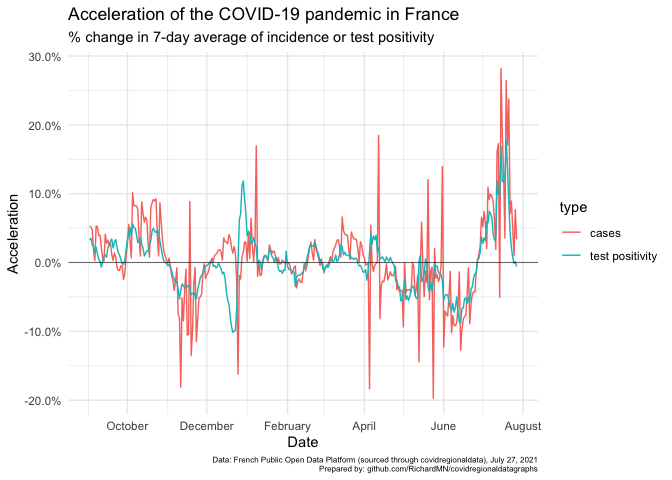 Acceleration of the COVID-19 pandemic in France
% change in 7-day average of incidence or test positivity
30.0%
20.0%
10.0%
0.0%
-10.0%
-20.0%
Acceleration
October December February April June August
Date
type
cases
test positivity
Data: French Public Open Data Platform (sourced through covidregionaldata), July 27, 2021
Prepared by: github.com/RichardMN/covidregionaldatagraphs